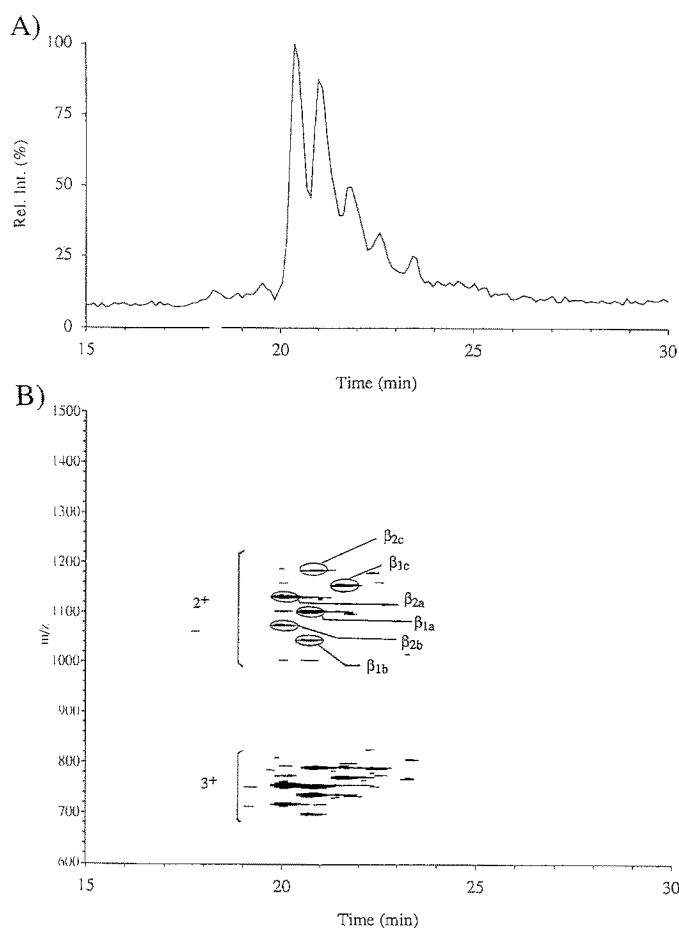 A)
100
75
50
25
0
Rel. Int. (%)
15
20
25
30
Time (min)
B)
1500
1400
1300
1200
1100
1000
900
800
700
600
m/z
2+
3+
β2c
β1c
β2a
β1a
β2b
β1b
15
20
25
30
Time (min)